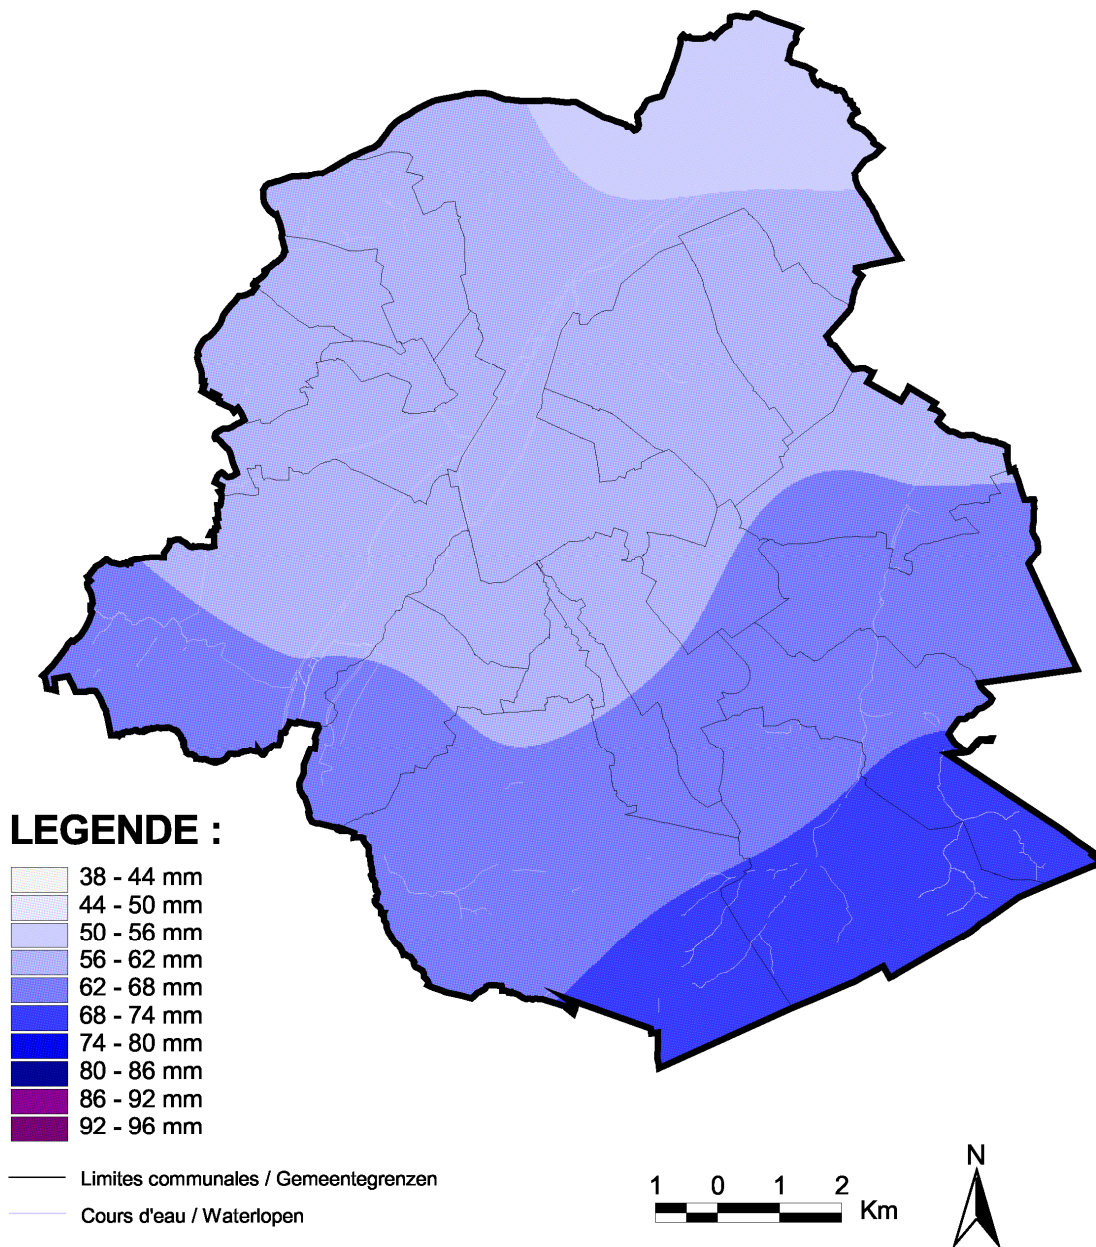 LEGENDE :
38 - 44 mm
44 - 50 mm
50 - 56 mm
56 - 62 mm
62 - 68 mm
68 - 74 mm
74 - 80 mm
80 - 86 mm
86 - 92 mm
92 - 96 mm
Limites communales / Gemeentegrenzen
Cours d'eau / Waterlopen
1 0 1 2
Km
N